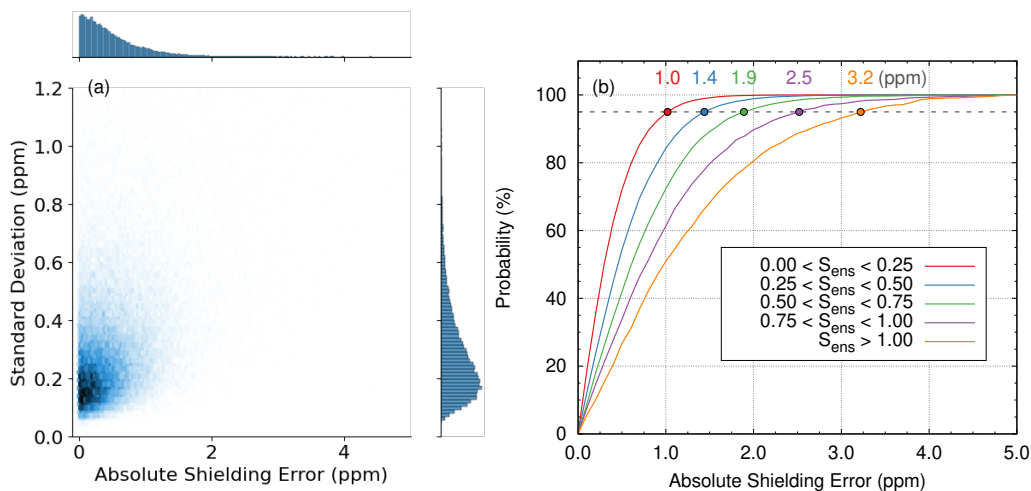 (a)
1.2
1.0
0.8
0.6
0.4
0.2
0.0
Standard Deviation (ppm)
0
2
4
Absolute Shielding Error (ppm)
(b)
1.0 1.4 1.9 2.5 3.2 (ppm)
100
80
60
40
20
0
Probability (%)
0.00 < Sens < 0.25
0.25 < Sens < 0.50
0.50 < Sens < 0.75
0.75 < Sens < 1.00
Sens > 1.00
0.0 1.0 2.0 3.0 4.0 5.0
Absolute Shielding Error (ppm)